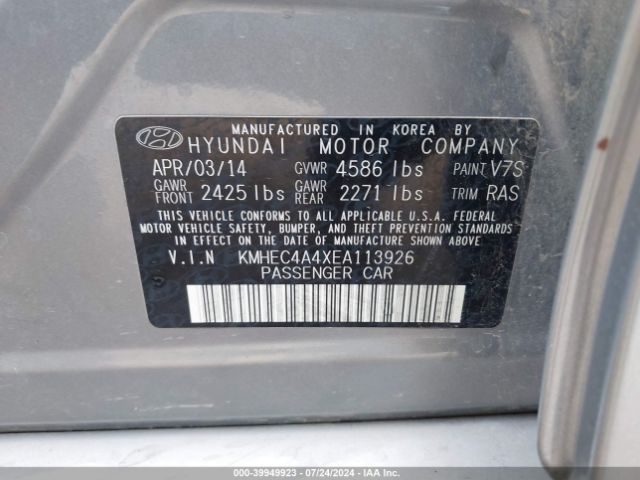 MANUFACTURED IN KOREA BY
HYUNDAI MOTOR COMPANY
APR/03/14 GVWR 4586 lbs PAINT V7S
GAWR FRONT 2425 lbs GAWR REAR 2271 lbs TRIM RAS
THIS VEHICLE CONFORMS TO ALL APPLICABLE U.S.A. FEDERAL
MOTOR VEHICLE SAFETY, BUMPER, AND THEFT PREVENTION
STANDARDS IN EFFECT ON THE DATE OF MANUFACTURE
SHOWN ABOVE.
V.I.N KMHEC4A4XEA113926
PASSENGER CAR
000-39949923 - 07/24/2024 - IAA Inc.